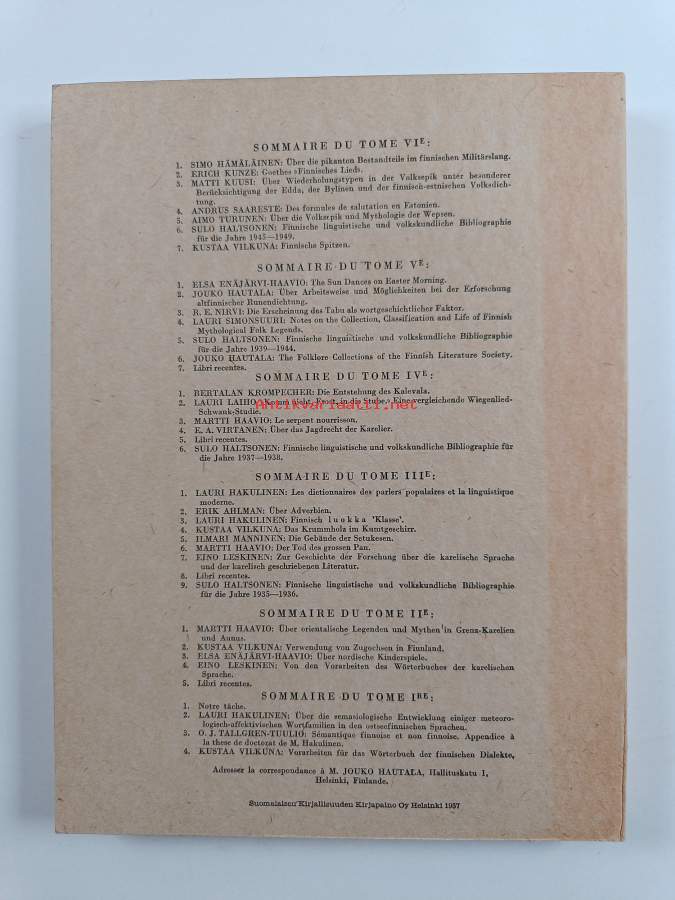 SOMMAIRE DU TOME VIE:
1. SIMO HÄMÄLÄINEN: Über die pikanten Bestandteile im finnischen Militärslang.
2. ERICH KUNZE: Goethes »Finnisches Lied».
3. MATTI KUUSI: Über Wiederholungstypen in der Volksepik unter besonderer
Berücksichtigung der Edda, der Bylinen und der finnisch-estnischen Volksdich-
tung.
4. ANDRUS SAARESTE: Des formules de salutation en Estonien.
5. AIMO TURUNEN: Über die Volksepik und Mythologie der Wepsen.
6. SULO HALTSONEN: Finnische linguistische und volkskundliche Bibliographie
für die Jahre 1945—1949.
7. KUSTAA VILKUNA: Finnische Spitzen.
SOMMAIRE DU TOME VE:
1. ELSA ENÄJÄRVI-HAAVIO: The Sun Dances on Easter Morning.
2. JOUKO HAUTALA: Über Arbeitsweise und Möglichkeiten bei der Erforschung
altfinnischer Runendichtung.
3. R. E. NIRVI: Die Erscheinung des Tabu als wortgeschichtlicher Faktor.
4. LAURI SIMONSUURI: Notes on the Collection, Classification and Life of Finnish
Mythological Folk Legends.
5. SULO HALTSONEN: Finnische linguistische und volkskundliche Bibliographie
für die Jahre 1939—1944.
6. JOUKO HAUTALA: The Folklore Collections of the Finnish Literature Society.
7. Libri recentes.
SOMMAIRE DU TOME IVE:
1. BERTALAN KROMPECHER: Die Entstehung des Kalevala.
2. LAURI LAIHO: »Komm nicht, Frost, in die Stube.» Eine vergleichende Wiegenlied-
Antikvariaatti.net
Schwank-Studie.
3. MARTTI HAAVIO: Le serpent nourrisson.
4. E. A. VIRTANEN: Über das Jagdrecht der Karelier.
5. Libri recentes.
6. SULO HALTSONEN: Finnische linguistische und volkskundliche Bibliographie für
die Jahre 1937—1938.
SOMMAIRE DU TOME IIIE:
1. LAURI HAKULINEN: Les dictionnaires des parlers populaires et la linguistique
moderne.
2. ERIK AHLMAN: Über Adverbien.
3. LAURI HAKULINEN: Finnisch luokka 'Klasse'.
4. KUSTAA VILKUNA: Das Krummholz im Kumtgeschirr.
5. ILMARI MANNINEN: Die Gebäude der Setukesen.
6. MARTTI HAAVIO: Der Tod des grossen Pan.
7. EINO LESKINEN: Zur Geschichte der Forschung über die karelische Sprache
und der karelisch geschriebenen Literatur.
8. Libri recentes.
9. SULO HALTSONEN: Finnische linguistische und volkskundliche Bibliographie
für die Jahre 1935—1936.
SOMMAIRE DU TOME IIE:
1. MARTTI HAAVIO: Über orientalische Legenden und Mythen in Grenz-Karelien
und Aunus.
2. KUSTAA VILKUNA: Verwendung von Zugochsen in Finnland.
3. ELSA ENÄJÄRVI-HAAVIO: Über nordische Kinderspiele.
4. EINO LESKINEN: Von den Vorarbeiten des Wörterbuches der karelischen
Sprache.
5. Libri recentes.
SOMMAIRE DU TOME IRE:
1. Notre tâche.
2. LAURI HAKULINEN: Über die semasiologische Entwicklung einiger meteoro-
logisch-affektivischen Wortfamilien in den ostseefinnischen Sprachen.
3. O. J. TALLGREN-TUULIO: Sémantique finnoise et non finnoise. Appendice à
la thèse de doctorat de M. Hakulinen.
4. KUSTAA VILKUNA: Vorarbeiten für das Wörterbuch der finnischen Dialekte.
Adresser la correspondance à M. JOUKO HAUTALA, Hallituskatu 1,
Helsinki, Finlande.
Suomalaisen Kirjallisuuden Kirjapaino Oy Helsinki 1957